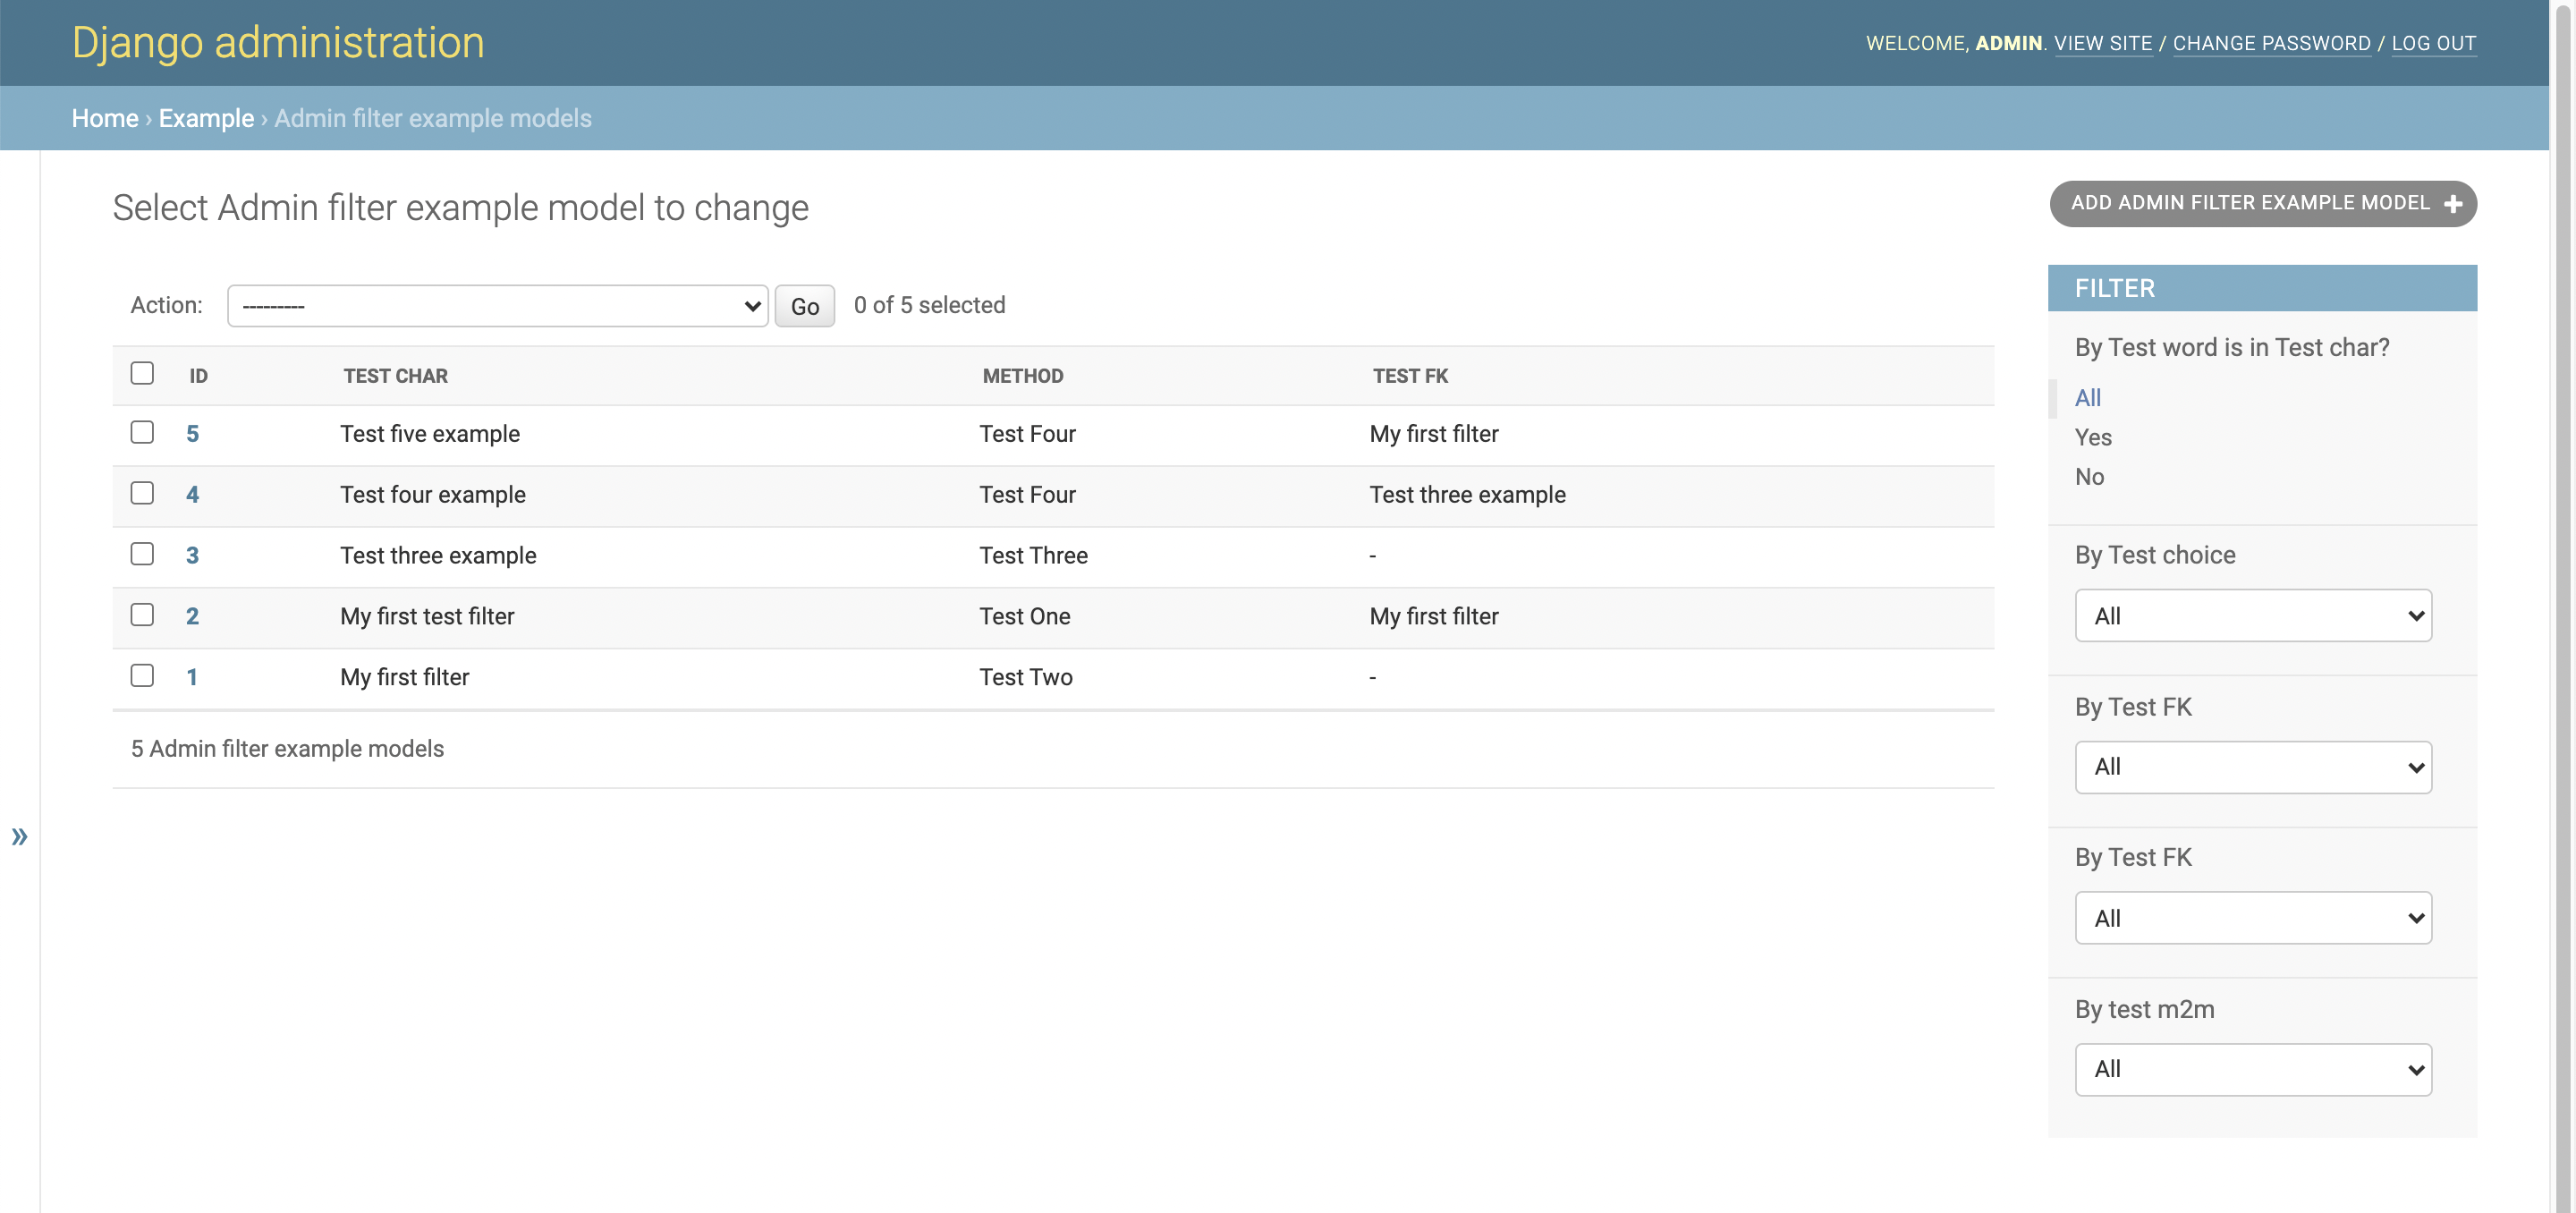 Django administration
WELCOME, ADMIN. VIEW SITE / CHANGE PASSWORD / LOG OUT
Home › Example › Admin filter example models
Select Admin filter example model to change
ADD ADMIN FILTER EXAMPLE MODEL +
Action: --------- Go 0 of 5 selected
ID TEST CHAR METHOD TEST FK
5 Test five example Test Four My first filter
4 Test four example Test Four Test three example
3 Test three example Test Three -
2 My first test filter Test One My first filter
1 My first filter Test Two -
5 Admin filter example models
»
FILTER
By Test word is in Test char?
All
Yes
No
By Test choice
All
By Test FK
All
By Test FK
All
By test m2m
All